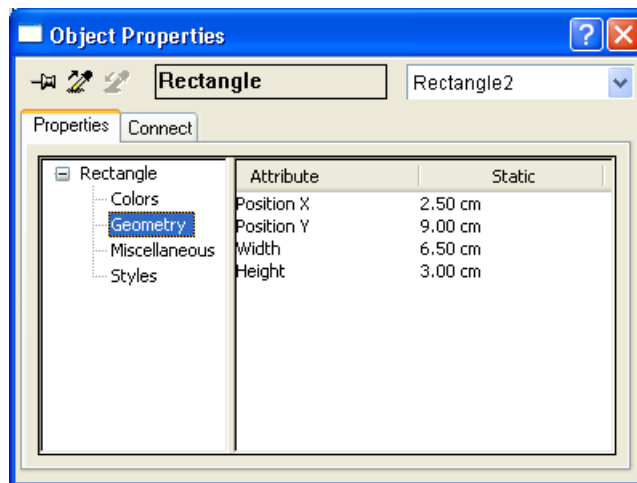 Object Properties
Rectangle Rectangle2
Properties Connect
Rectangle
Colors
Geometry
Miscellaneous
Styles
Attribute Static
Position X 2.50 cm
Position Y 9.00 cm
Width 6.50 cm
Height 3.00 cm